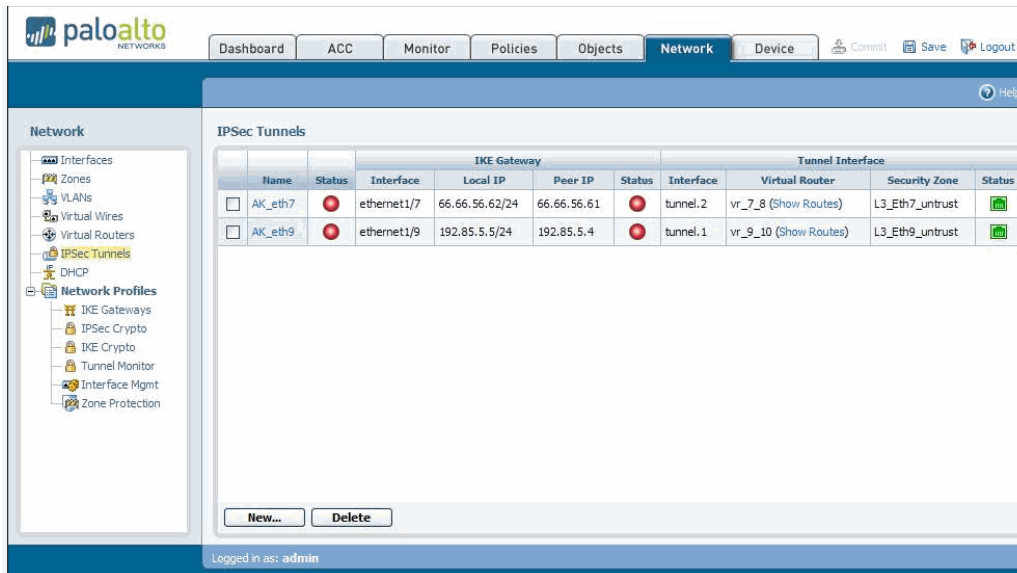 paloalto
NETWORKS
Dashboard ACC Monitor Policies Objects Network Device Commit Save Logout
Help
Network
Interfaces
Zones
VLANs
Virtual Wires
Virtual Routers
IPSec Tunnels
DHCP
Network Profiles
IKE Gateways
IPSec Crypto
IKE Crypto
Tunnel Monitor
Interface Mgmt
Zone Protection
IPSec Tunnels
IKE Gateway Tunnel Interface
Name Status Interface Local IP Peer IP Status Interface Virtual Router Security Zone Status
AK_eth7 ethernet1/7 66.66.56.62/24 66.66.56.61 tunnel.2 vr_7_8 (Show Routes) L3_Eth7_untrust
AK_eth9 ethernet1/9 192.85.5.5/24 192.85.5.4 tunnel.1 vr_9_10 (Show Routes) L3_Eth9_untrust
New... Delete
Logged in as: admin